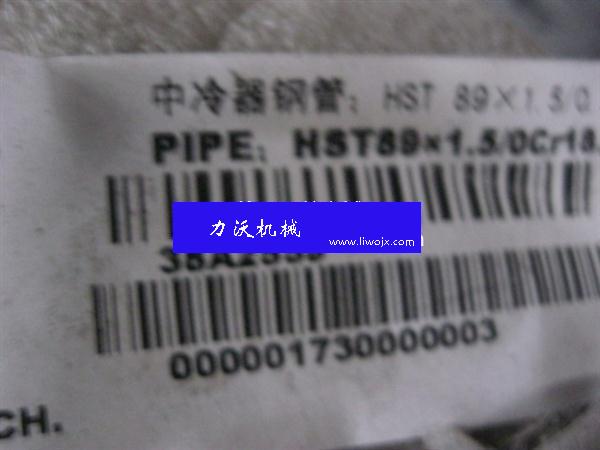 中冷器钢管: HST 89×1.5/0
PIPE: HST89×1.5/0Cr18.
力沃机械
www.liwojx.com
000001730000003
CH.